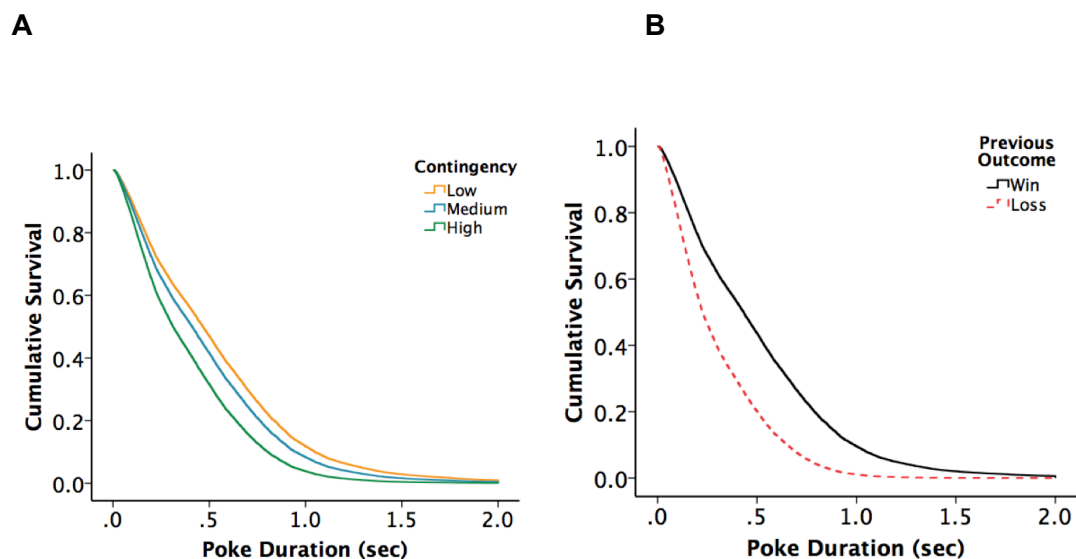 A
B
Contingency
Low
Medium
High
1.0
0.8
0.6
0.4
0.2
0.0
Cumulative Survival
.0
.5
1.0
1.5
2.0
Poke Duration (sec)
Previous
Outcome
Win
Loss
1.0
0.8
0.6
0.4
0.2
0.0
Cumulative Survival
.0
.5
1.0
1.5
2.0
Poke Duration (sec)